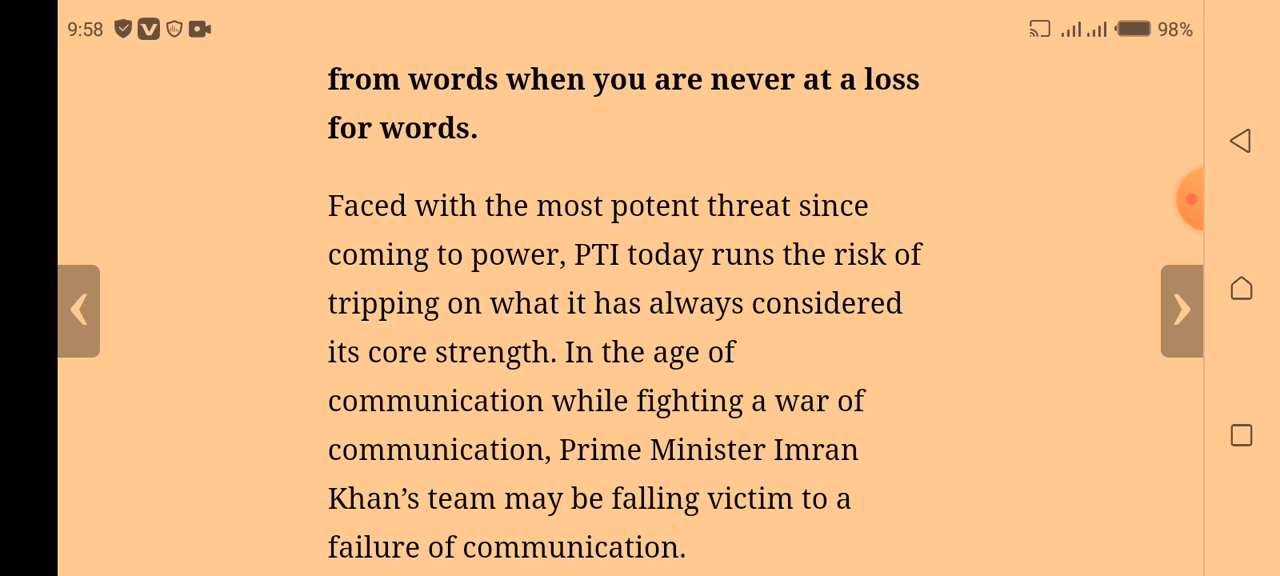 9:58
98%
from words when you are never at a loss
for words.
Faced with the most potent threat since
coming to power, PTI today runs the risk of
tripping on what it has always considered
its core strength. In the age of
communication while fighting a war of
communication, Prime Minister Imran
Khan’s team may be falling victim to a
failure of communication.